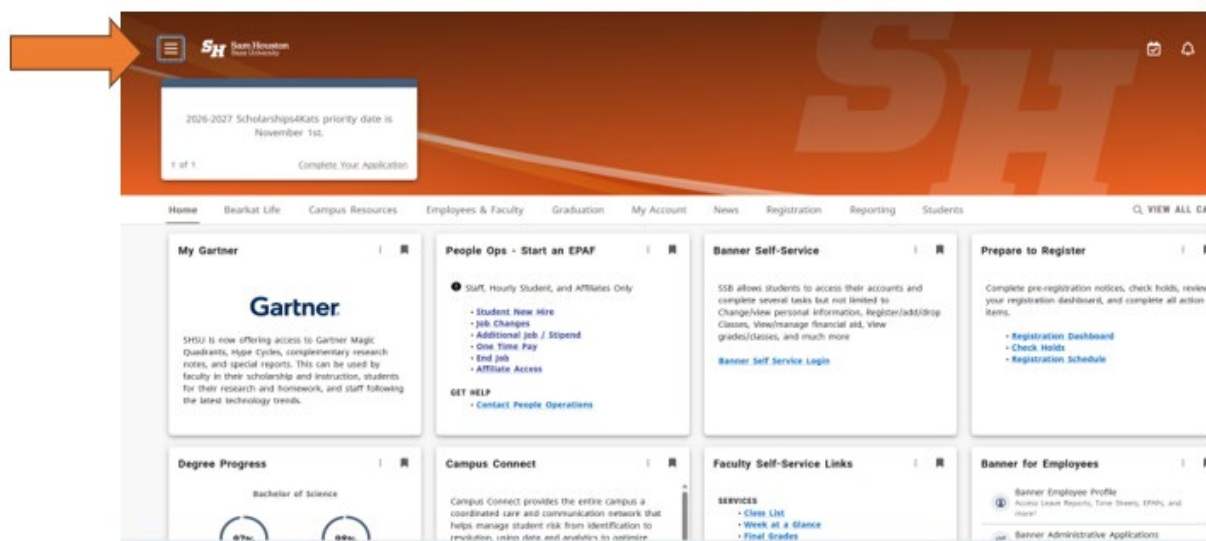 SH Sam Houston
State University
SH
2026-2027 Scholarships4Kats priority date is
November 1st.
1 of 1 Complete Your Application
Home Bearkat Life Campus Resources Employees & Faculty Graduation My Account News Registration Reporting Students VIEW ALL CA
My Gartner
Gartner
SHSU is now offering access to Gartner Magic
Quadrants, Hype Cycles, complementary research
notes, and special reports. This can be used by
faculty in their scholarship and instruction, students
for their research and homework, and staff following
the latest technology trends.
People Ops - Start an EPAF
Staff, Hourly Student, and Affiliates Only
• Student New Hire
• Job Changes
• Additional Job / Stipend
• One Time Pay
• End Job
• Affiliate Access
GET HELP
• Contact People Operations
Banner Self-Service
SSB allows students to access their accounts and
complete several tasks but not limited to
Change/view personal information, Register/add/drop
Classes, View/manage financial aid, View
grades/classes, and much more
Banner Self Service Login
Prepare to Register
Complete pre-registration notices, check holds, review
your registration dashboard, and complete all action
items.
• Registration Dashboard
• Check Holds
• Registration Schedule
Degree Progress
Bachelor of Science
Campus Connect
Campus Connect provides the entire campus a
coordinated care and communication network that
helps manage student risk from identification to
resolution, using data and analytics to optimize
Faculty Self-Service Links
SERVICES
• Class List
• Week at a Glance
• Final Grades
Banner for Employees
Banner Employee Profile
Access Leave Reports, Time Sheets, EPAFs, and
more!
Banner Administrative Applications